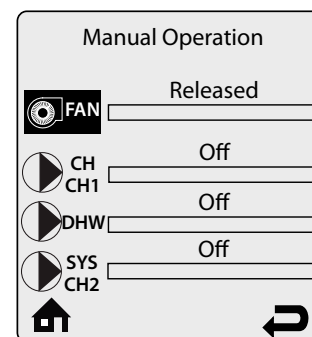 Manual Operation
Released
FAN
Off
CH
CH1
Off
DHW
Off
SYS
CH2